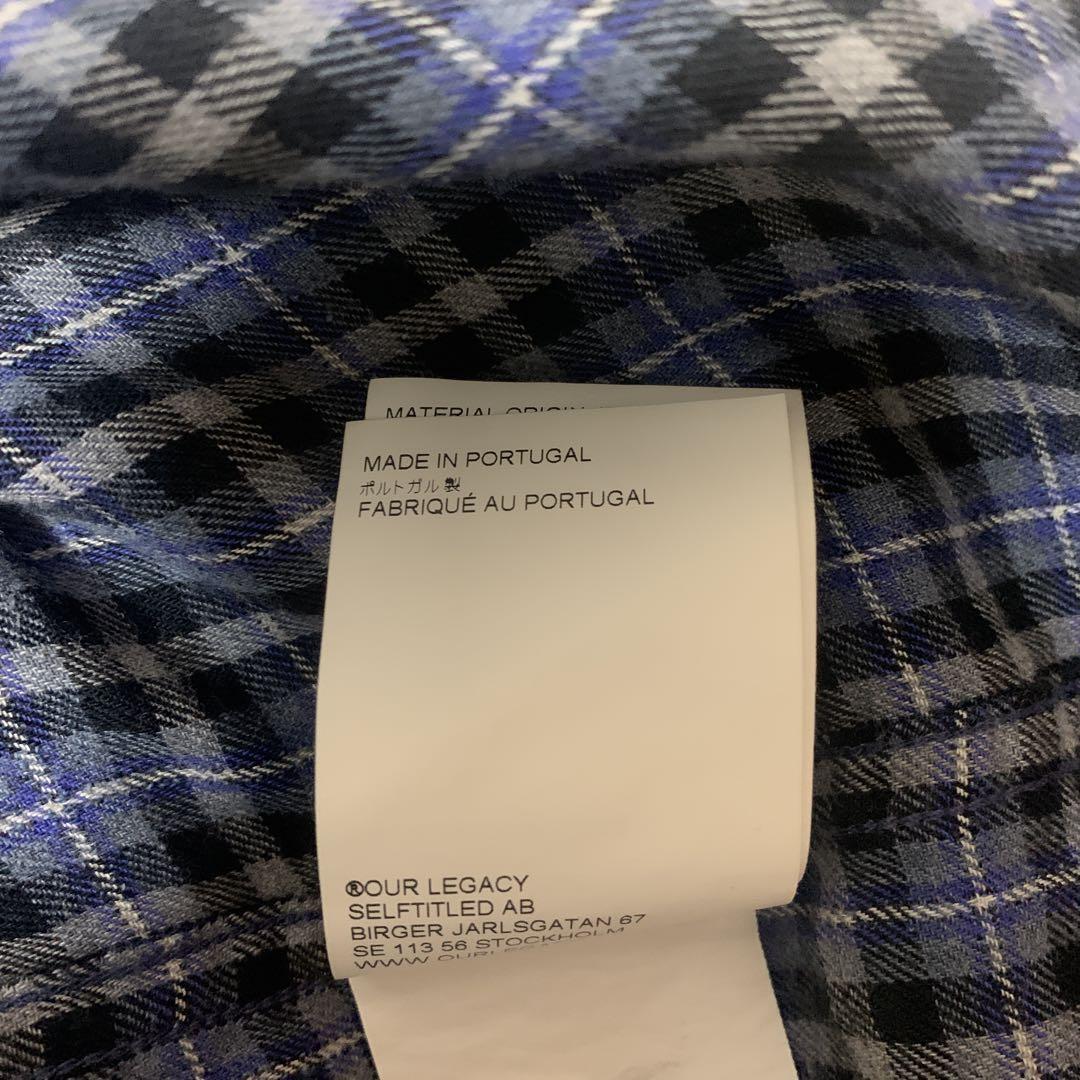 MATERIAL ORIGIN
MADE IN PORTUGAL
ポルトガル製
FABRIQUÉ AU PORTUGAL
®OUR LEGACY
SELFTITLED AB
BIRGER JARLSGATAN 67
SE 113 56 STOCKHOLM